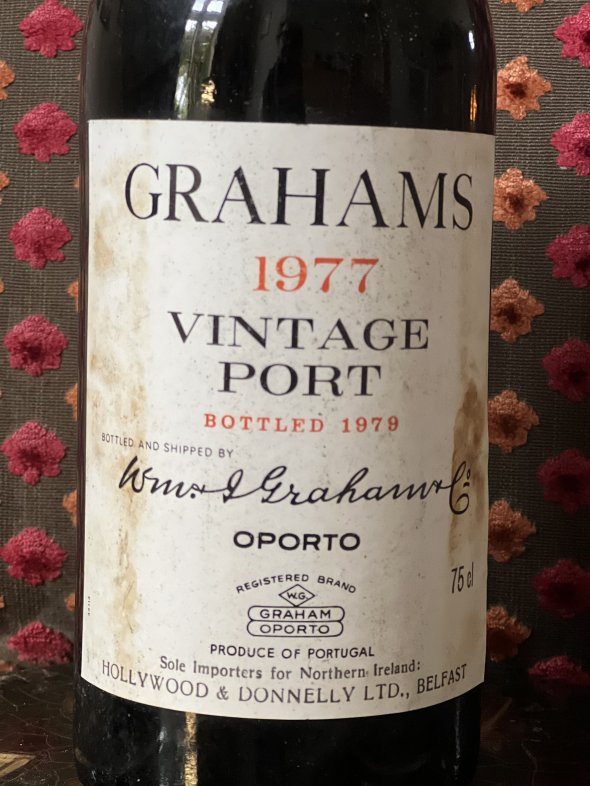 GRAHAMS
1977
VINTAGE
PORT
BOTTLED 1979
BOTTLED AND SHIPPED BY
Wm. & J Graham & Co
OPORTO
75 cl
REGISTERED BRAND
W.G.
GRAHAM
OPORTO
PRODUCE OF PORTUGAL
Sole Importers for Northern Ireland:
HOLLYWOOD & DONNELLY LTD., BELFAST